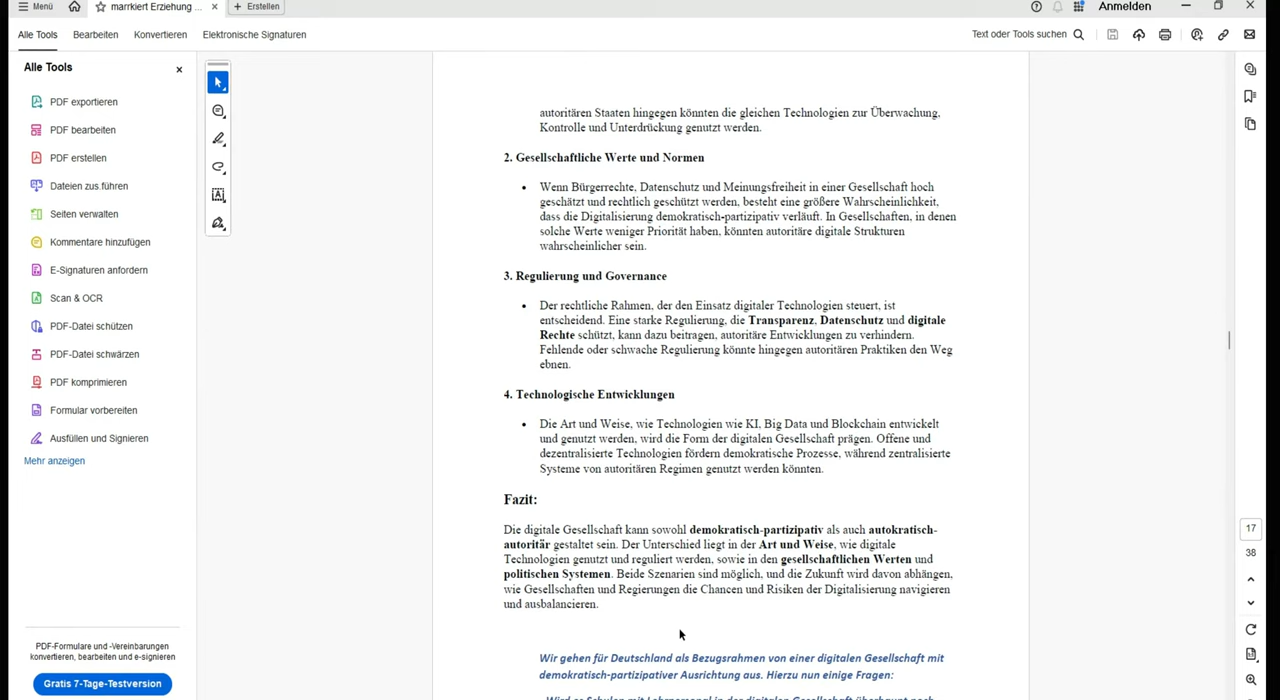 Menü
marrkiert Erziehung ...
Erstellen
Anmelden
Alle Tools
Bearbeiten
Konvertieren
Elektronische Signaturen
Text oder Tools suchen
Alle Tools
PDF exportieren
PDF bearbeiten
PDF erstellen
Dateien zus.führen
Seiten verwalten
Kommentare hinzufügen
E-Signaturen anfordern
Scan & OCR
PDF-Datei schützen
PDF-Datei schwärzen
PDF komprimieren
Formular vorbereiten
Ausfüllen und Signieren
Mehr anzeigen
PDF-Formulare und -Vereinbarungen
konvertieren, bearbeiten und e-signieren
Gratis 7-Tage-Testversion
autoritären Staaten hingegen könnten die gleichen Technologien zur Überwachung,
Kontrolle und Unterdrückung genutzt werden.
2. Gesellschaftliche Werte und Normen
• Wenn Bürgerrechte, Datenschutz und Meinungsfreiheit in einer Gesellschaft hoch
geschätzt und rechtlich geschützt werden, besteht eine größere Wahrscheinlichkeit,
dass die Digitalisierung demokratisch-partizipativ verläuft. In Gesellschaften, in denen
solche Werte weniger Priorität haben, könnten autoritäre digitale Strukturen
wahrscheinlicher sein.
3. Regulierung und Governance
• Der rechtliche Rahmen, der den Einsatz digitaler Technologien steuert, ist
entscheidend. Eine starke Regulierung, die Transparenz, Datenschutz und digitale
Rechte schützt, kann dazu beitragen, autoritäre Entwicklungen zu verhindern.
Fehlende oder schwache Regulierung könnte hingegen autoritären Praktiken den Weg
ebnen.
4. Technologische Entwicklungen
• Die Art und Weise, wie Technologien wie KI, Big Data und Blockchain entwickelt
und genutzt werden, wird die Form der digitalen Gesellschaft prägen. Offene und
dezentralisierte Technologien fördern demokratische Prozesse, während zentralisierte
Systeme von autoritären Regimen genutzt werden könnten.
Fazit:
Die digitale Gesellschaft kann sowohl demokratisch-partizipativ als auch autokratisch-
autoritär gestaltet sein. Der Unterschied liegt in der Art und Weise, wie digitale
Technologien genutzt und reguliert werden, sowie in den gesellschaftlichen Werten und
politischen Systemen. Beide Szenarien sind möglich, und die Zukunft wird davon abhängen,
wie Gesellschaften und Regierungen die Chancen und Risiken der Digitalisierung navigieren
und ausbalancieren.
Wir gehen für Deutschland als Bezugsrahmen von einer digitalen Gesellschaft mit
demokratisch-partizipativer Ausrichtung aus. Hierzu nun einige Fragen:
Wird es Schulen mit Lehrpersonal in der digitalen Gesellschaft überhaupt noch
17
38